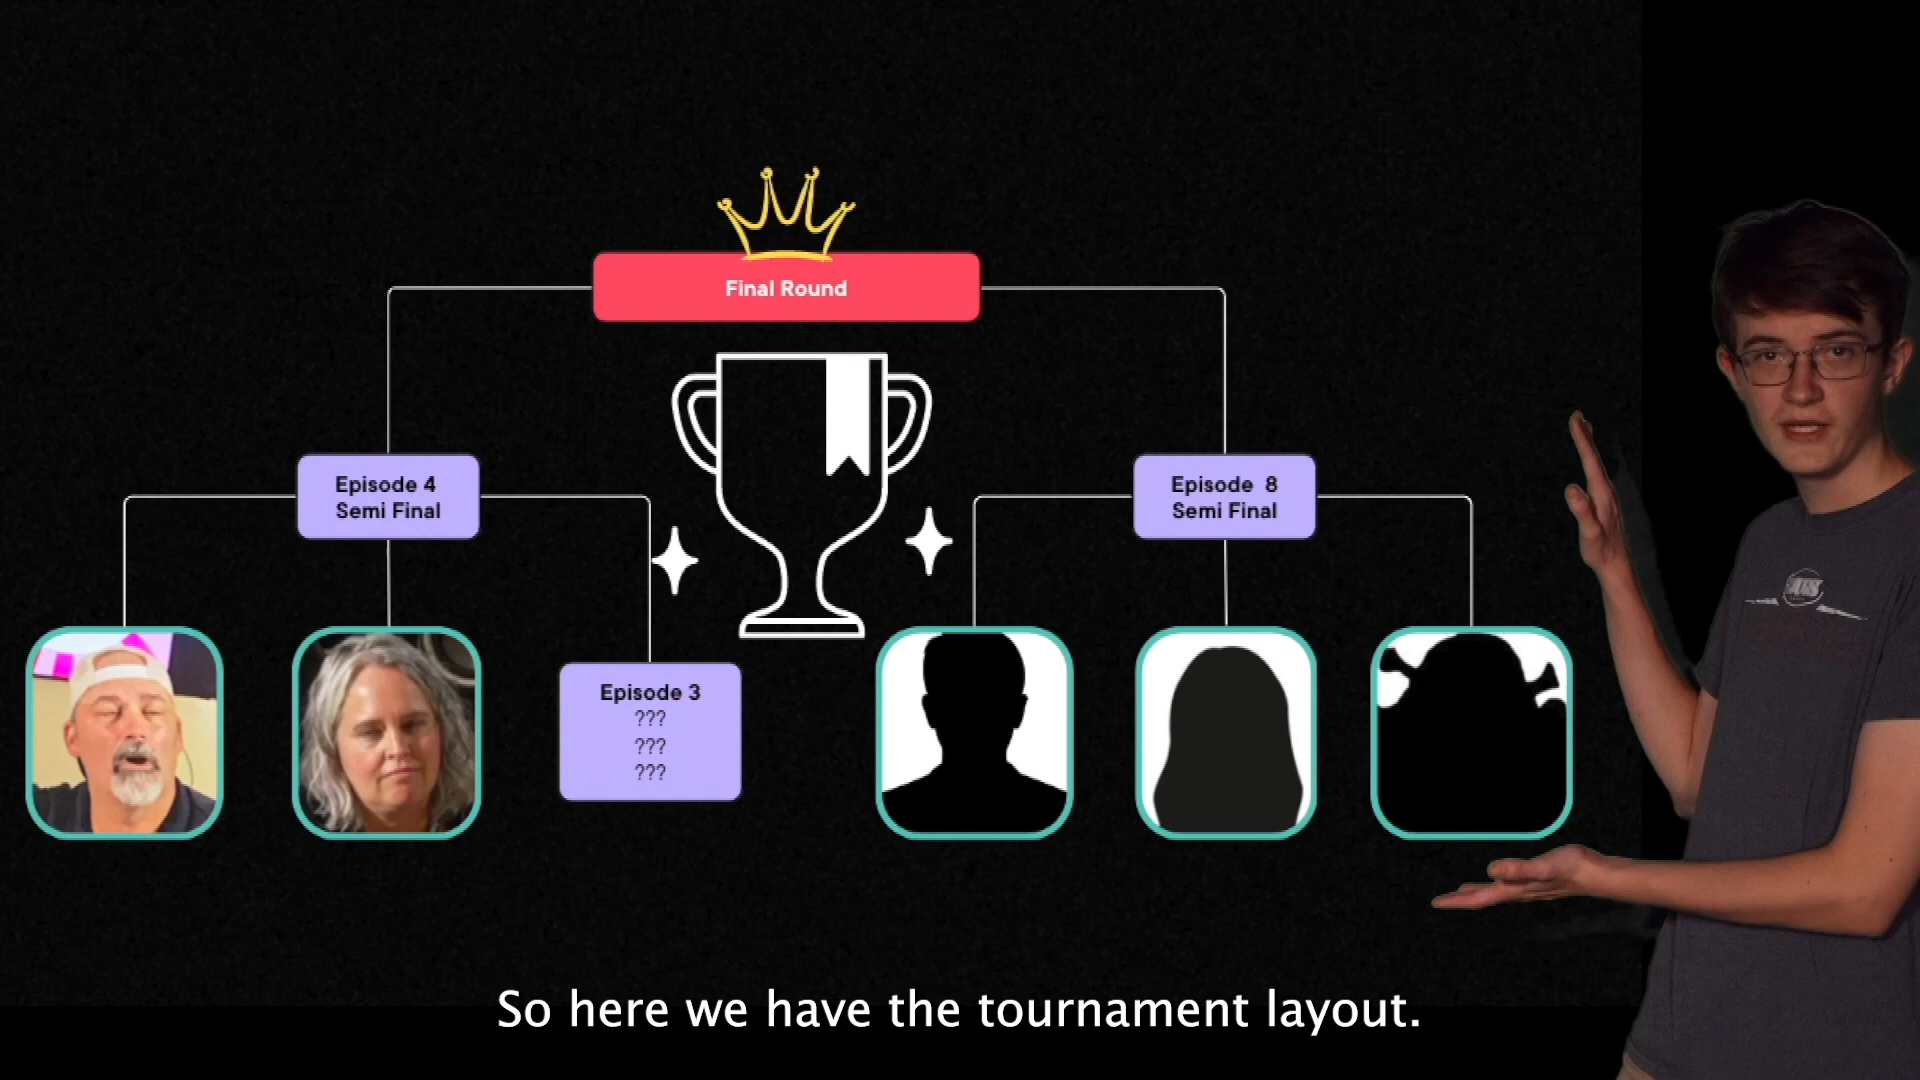 Final Round
Episode 4
Semi Final
Episode 8
Semi Final
Episode 3
???
???
???
So here we have the tournament layout.